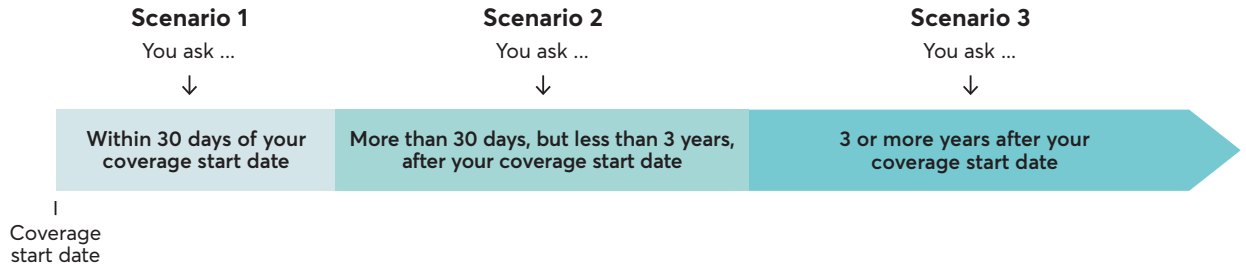 Scenario 1
You ask ...
Within 30 days of your
coverage start date
Scenario 2
You ask ...
More than 30 days, but less than 3 years,
after your coverage start date
Scenario 3
You ask ...
3 or more years after your
coverage start date
Coverage
start date